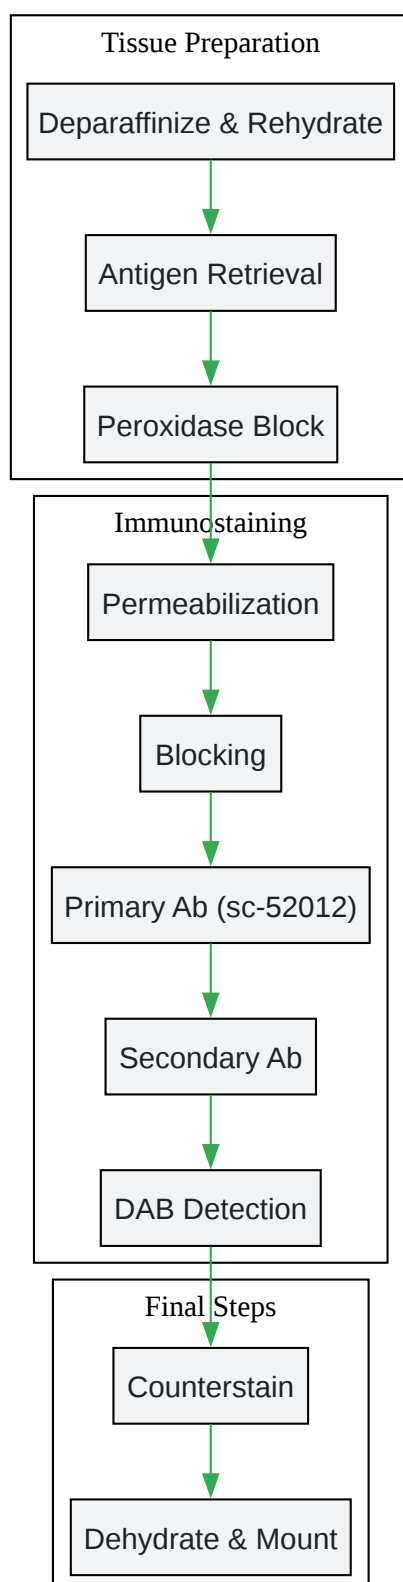 Tissue Preparation
Deparaffinize & Rehydrate
Antigen Retrieval
Peroxidase Block
Immunostaining
Permeabilization
Blocking
Primary Ab (sc-52012)
Secondary Ab
DAB Detection
Final Steps
Counterstain
Dehydrate & Mount